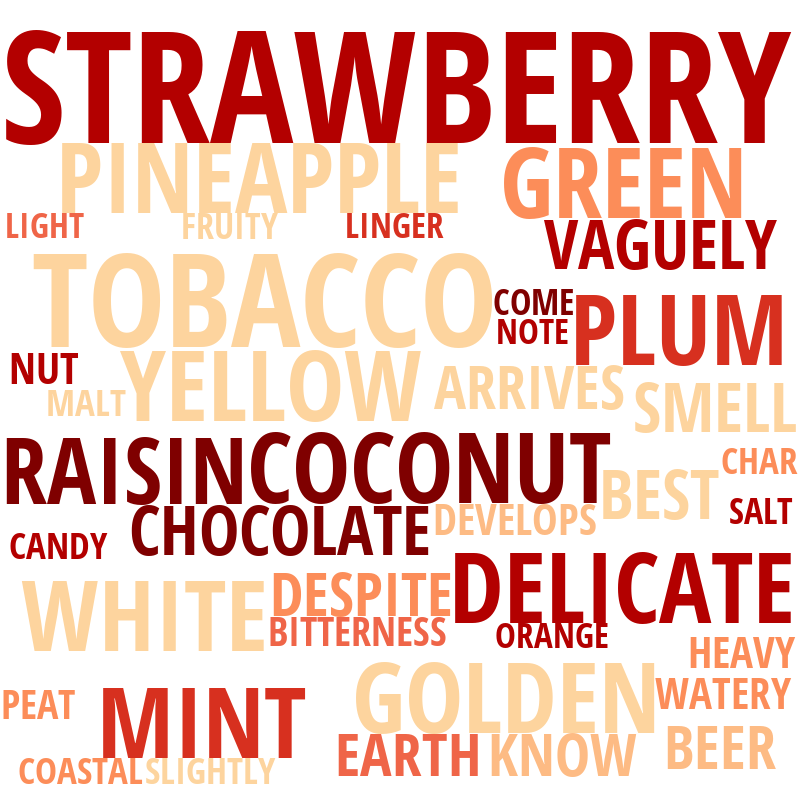 STRAWBERRY
PINEAPPLE GREEN
LIGHT FRUITY LINGER VAGUELY
TOBACCO COME
NOTE PLUM
NUT YELLOW ARRIVES
MALT SMELL
RAISIN COCONUT CHAR
BEST
CHOCOLATE DEVELOPS SALT
CANDY
WHITE DESPITE DELICATE
BITTERNESS ORANGE
HEAVY
PEAT MINT GOLDEN WATERY
EARTH KNOW BEER
COASTAL SLIGHTLY